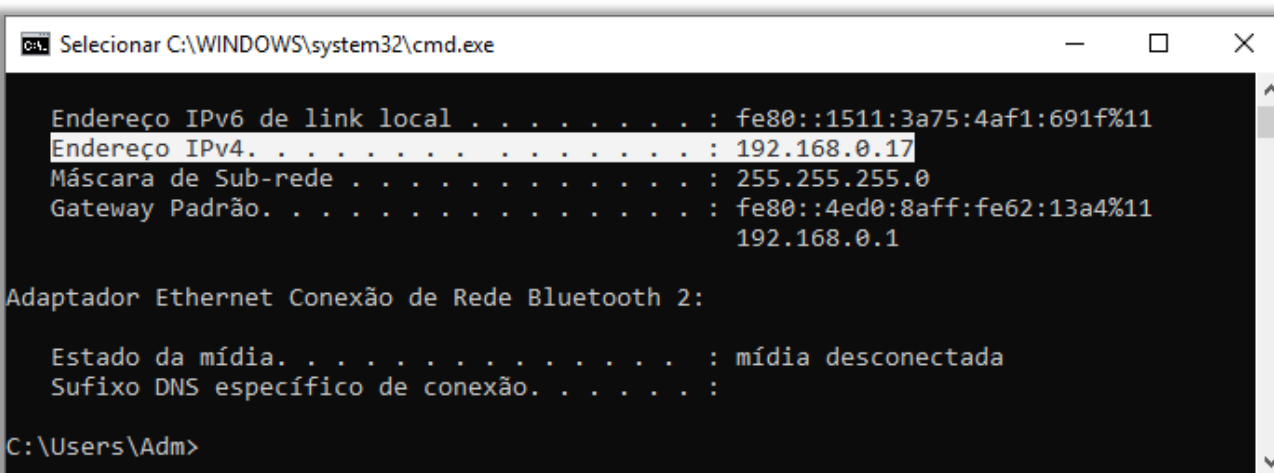 Selecionar C:\WINDOWS\system32\cmd.exe
Endereço IPv6 de link local . . . . . . . . : fe80::1511:3a75:4af1:691f%11
Endereço IPv4. . . . . . . . . . . . . . . : 192.168.0.17
Máscara de Sub-rede . . . . . . . . . . . . : 255.255.255.0
Gateway Padrão. . . . . . . . . . . . . . . : fe80::4ed0:8aff:fe62:13a4%11
192.168.0.1
Adaptador Ethernet Conexão de Rede Bluetooth 2:
Estado da mídia. . . . . . . . . . . . . . : mídia desconectada
Sufixo DNS específico de conexão. . . . . . :
C:\Users\Adm>